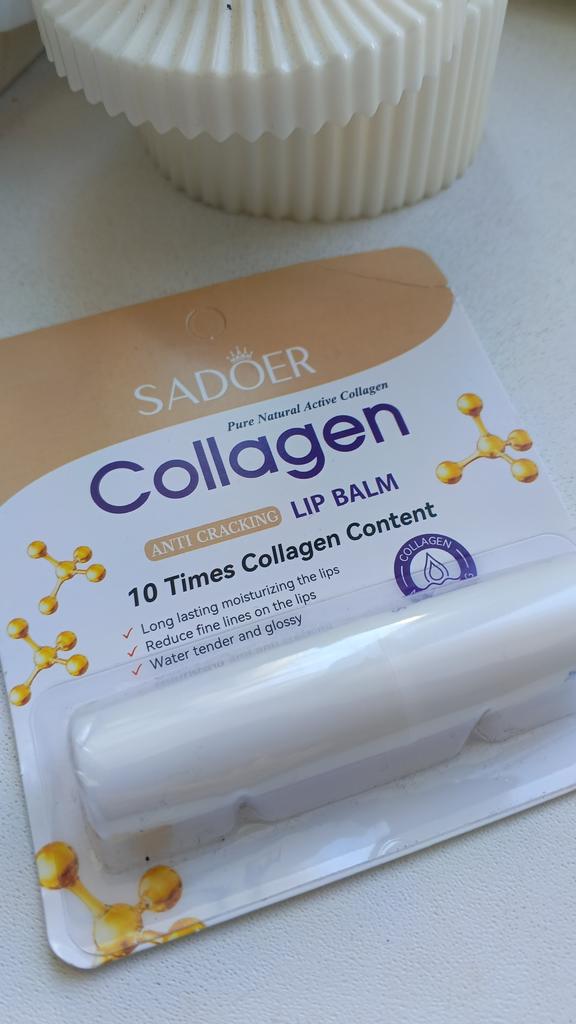 SADOER
Pure Natural Active Collagen
Collagen
ANTI CRACKING LIP BALM
10 Times Collagen Content
Long lasting moisturizing the lips
Reduce fine lines on the lips
Water tender and glossy
COLLAGEN